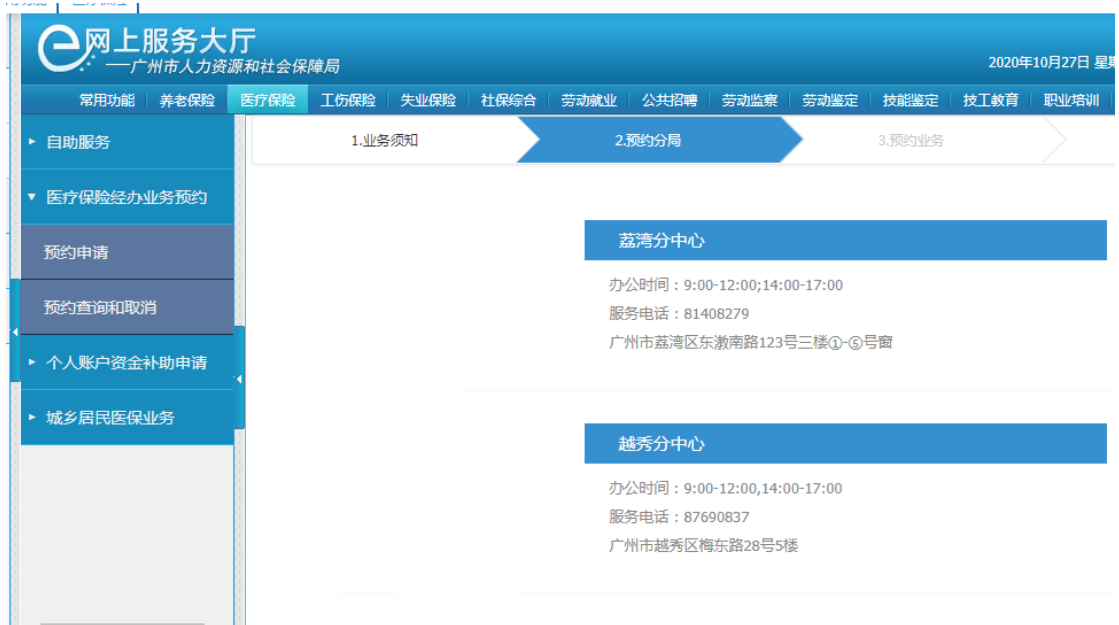 网上服务大厅
——广州市人力资源和社会保障局
2020年10月27日 星期
常用功能 养老保险 医疗保险 工伤保险 失业保险 社保综合 劳动就业 公共招聘 劳动监察 劳动鉴定 技能鉴定 技工教育 职业培训
自助服务
医疗保险经办业务预约
预约申请
预约查询和取消
个人账户资金补助申请
城乡居民医保业务
1.业务须知
2.预约分局
3.预约业务
荔湾分中心
办公时间：9:00-12:00;14:00-17:00
服务电话：81408279
广州市荔湾区东漖南路123号三楼①-⑤号窗
越秀分中心
办公时间：9:00-12:00,14:00-17:00
服务电话：87690837
广州市越秀区梅东路28号5楼